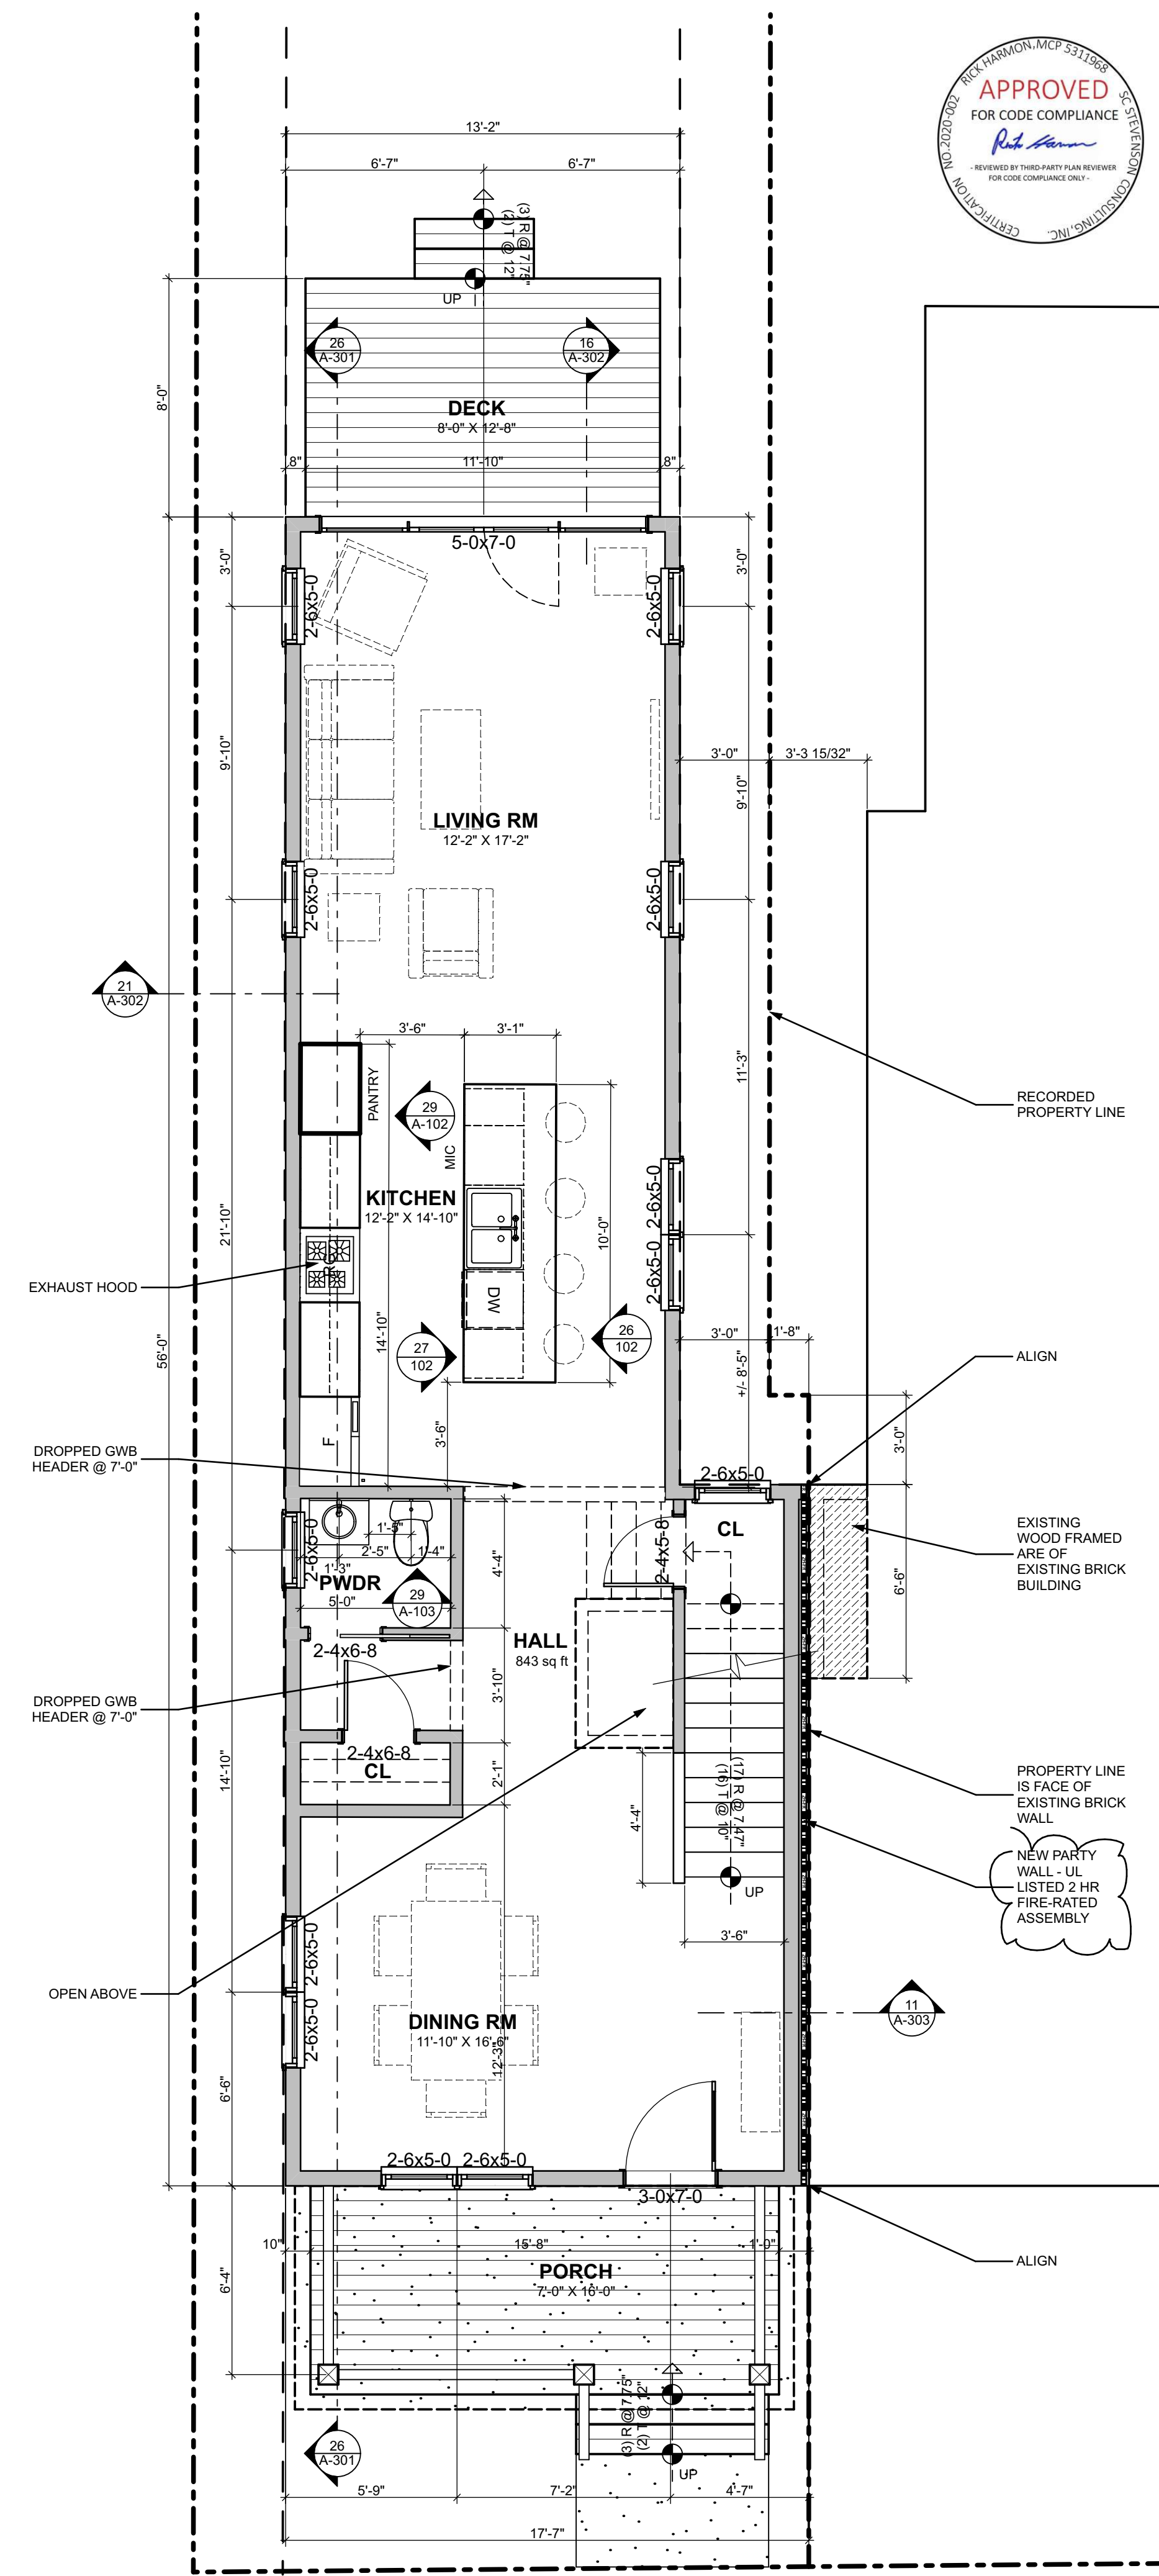 RICK HARMON, MCP 5311968
SC STEVENSON CONSULTING, INC.
CERTIFICATION NO. 2020-002
APPROVED
FOR CODE COMPLIANCE
- REVIEWED BY THIRD-PARTY PLAN REVIEWER
FOR CODE COMPLIANCE ONLY -
13'-2"
6'-7"
6'-7"
(3) R @ 7.75"
(2) T @ 12"
UP
26
A-301
16
A-302
8'-0"
DECK
8'-0" X 12'-8"
8"
11'-10"
8"
5-0x7-0
3'-0"
3'-0"
2-6x5-0
2-6x5-0
9'-10"
3'-0"
3'-3 15/32"
9'-10"
LIVING RM
12'-2" X 17'-2"
2-6x5-0
2-6x5-0
21
A-302
3'-6"
3'-1"
11'-3"
PANTRY
29
A-102
MIC
RECORDED
PROPERTY LINE
KITCHEN
12'-2" X 14'-10"
2-6x5-0
2-6x5-0
21'-10"
10'-0"
EXHAUST HOOD
DW
14'-10"
27
102
26
102
56'-0"
3'-0"
1'-8"
+/- 8'-5"
ALIGN
3'-6"
F
3'-0"
DROPPED GWB
HEADER @ 7'-0"
2-6x5-0
2-4x5-8
CL
1'-5"
2'-5"
1'-4"
1'-3"
2-6x5-0
PWDR
5'-0"
4'-4"
29
A-103
EXISTING
WOOD FRAMED
ARE OF
EXISTING BRICK
BUILDING
6'-6"
2-4x6-8
HALL
843 sq ft
3'-10"
DROPPED GWB
HEADER @ 7'-0"
2-4x6-8
CL
2'-1"
14'-10"
4'-4"
(17) R @ 7.47"
(16) T @ 10"
UP
PROPERTY LINE
IS FACE OF
EXISTING BRICK
WALL
NEW PARTY
WALL - UL
LISTED 2 HR
FIRE-RATED
ASSEMBLY
3'-6"
2-6x5-0
2-6x5-0
OPEN ABOVE
11
A-303
DINING RM
11'-10" X 16'-6"
12'-3"
6'-6"
2-6x5-0
2-6x5-0
3-0x7-0
10"
15'-8"
1'-0"
ALIGN
PORCH
7'-0" X 16'-0"
6'-4"
(3) R @ 7.75"
(2) T @ 12"
UP
26
A-301
5'-9"
7'-2"
4'-7"
17'-7"